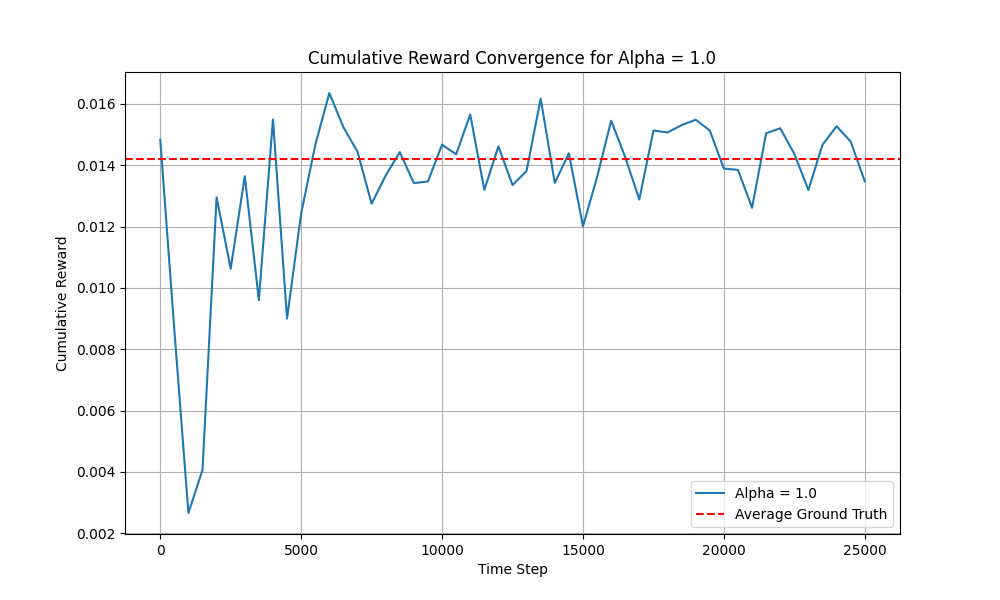 Cumulative Reward Convergence for Alpha = 1.0
Cumulative Reward
0.016
0.014
0.012
0.010
0.008
0.006
0.004
0.002
0 5000 10000 15000 20000 25000
Time Step
Alpha = 1.0
Average Ground Truth